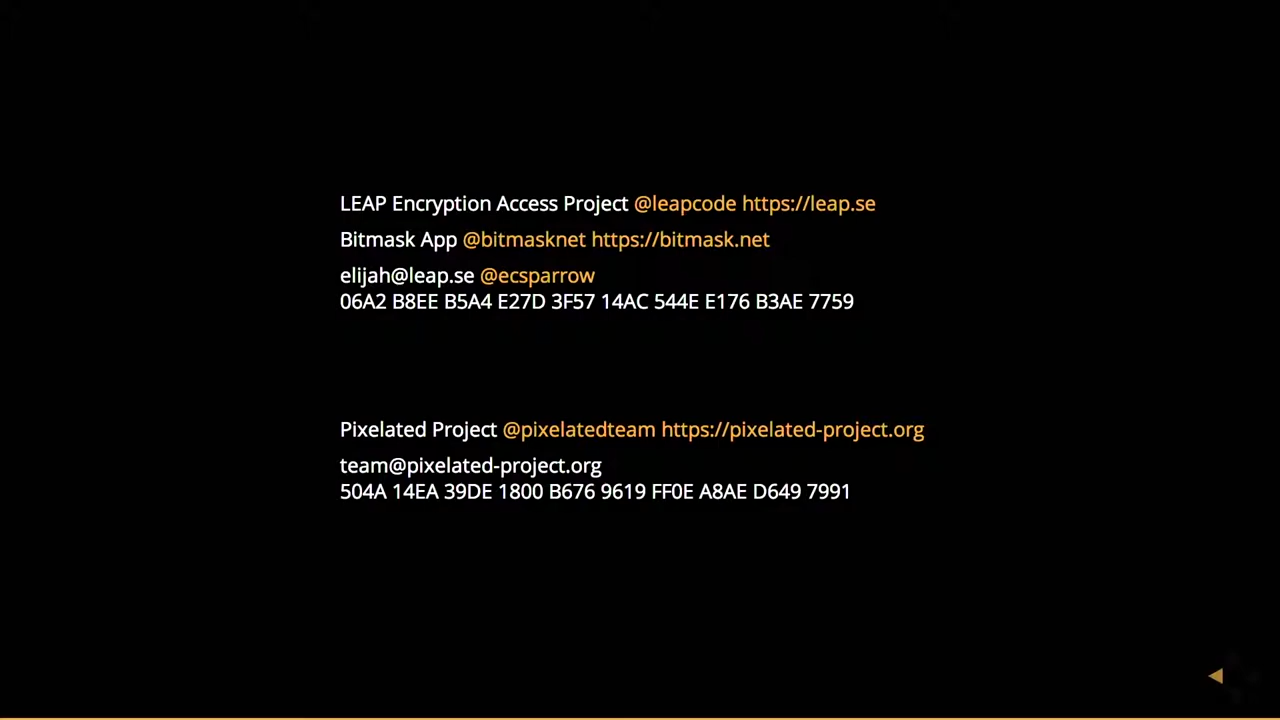 LEAP Encryption Access Project @leapcode https://leap.se
Bitmask App @bitmasknet https://bitmask.net
elijah@leap.se @ecsparrow
06A2 B8EE B5A4 E27D 3F57 14AC 544E E176 B3AE 7759
Pixelated Project @pixelatedteam https://pixelated-project.org
team@pixelated-project.org
504A 14EA 39DE 1800 B676 9619 FF0E A8AE D649 7991